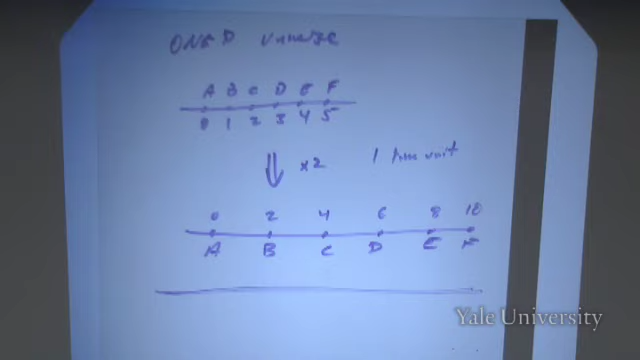 ONE D Universe
A B C D E F
0 1 2 3 4 5
x2 1 time unit
0 2 4 6 8 10
A B C D E F
Yale University